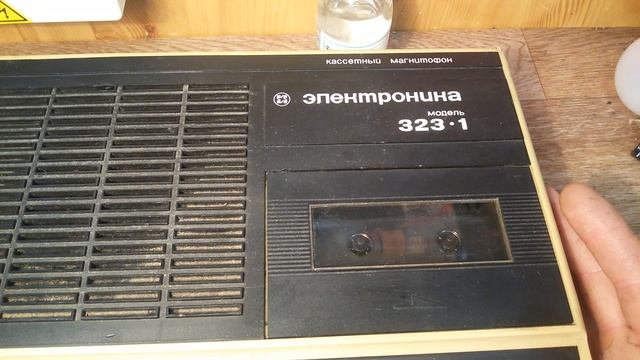 кассетный магнитофон
электроника
модель
323·1